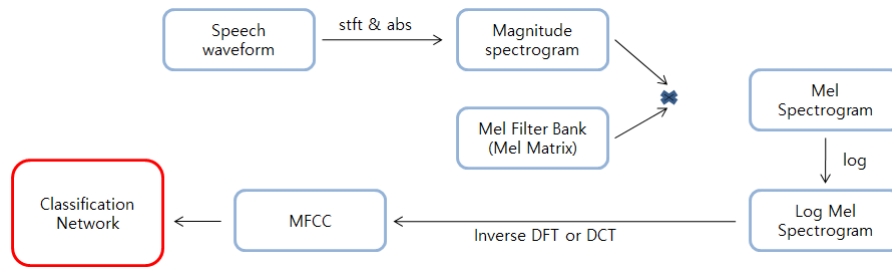 Speech
waveform
stft & abs
Magnitude
spectrogram
Mel Filter Bank
(Mel Matrix)
Mel
Spectrogram
log
Log Mel
Spectrogram
Inverse DFT or DCT
MFCC
Classification
Network